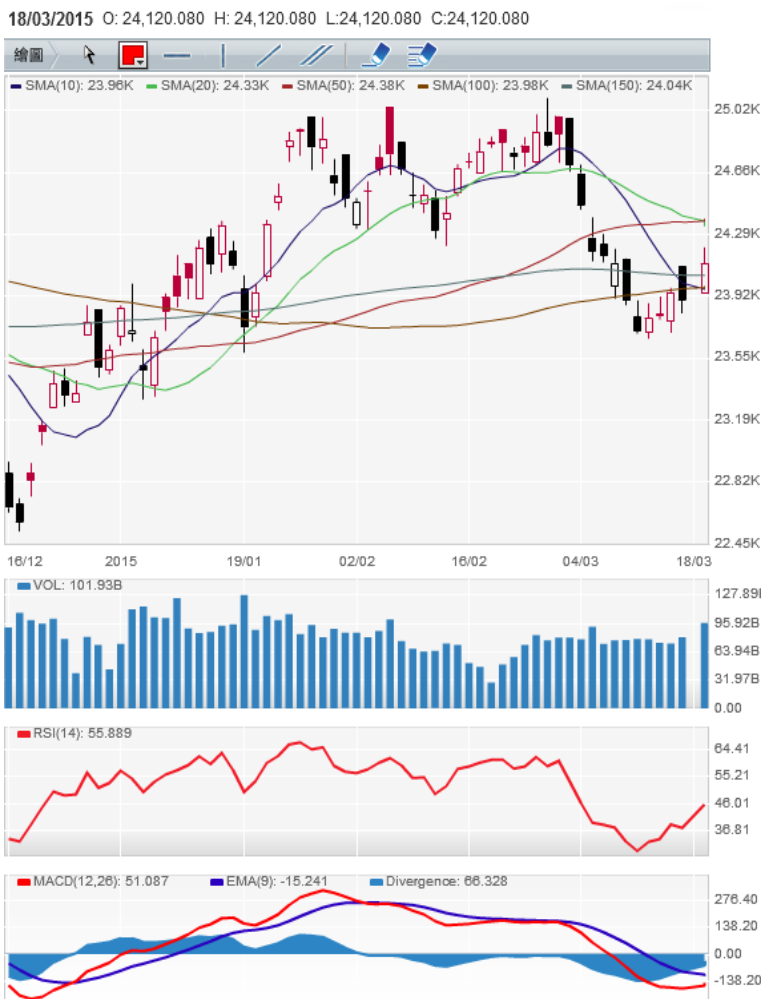 18/03/2015 O: 24,120.080 H: 24,120.080 L:24,120.080 C:24,120.080
繪圖
SMA(10): 23.96K SMA(20): 24.33K SMA(50): 24.38K SMA(100): 23.98K SMA(150): 24.04K
25.02K
24.66K
24.29K
23.92K
23.55K
23.19K
22.82K
22.45K
16/12 2015 19/01 02/02 16/02 04/03 18/03
VOL: 101.93B
127.89B
95.92B
63.94B
31.97B
0.00
RSI(14): 55.889
64.41
55.21
46.01
36.81
MACD(12,26): 51.087 EMA(9): -15.241 Divergence: 66.328
276.40
138.20
0.00
-138.20